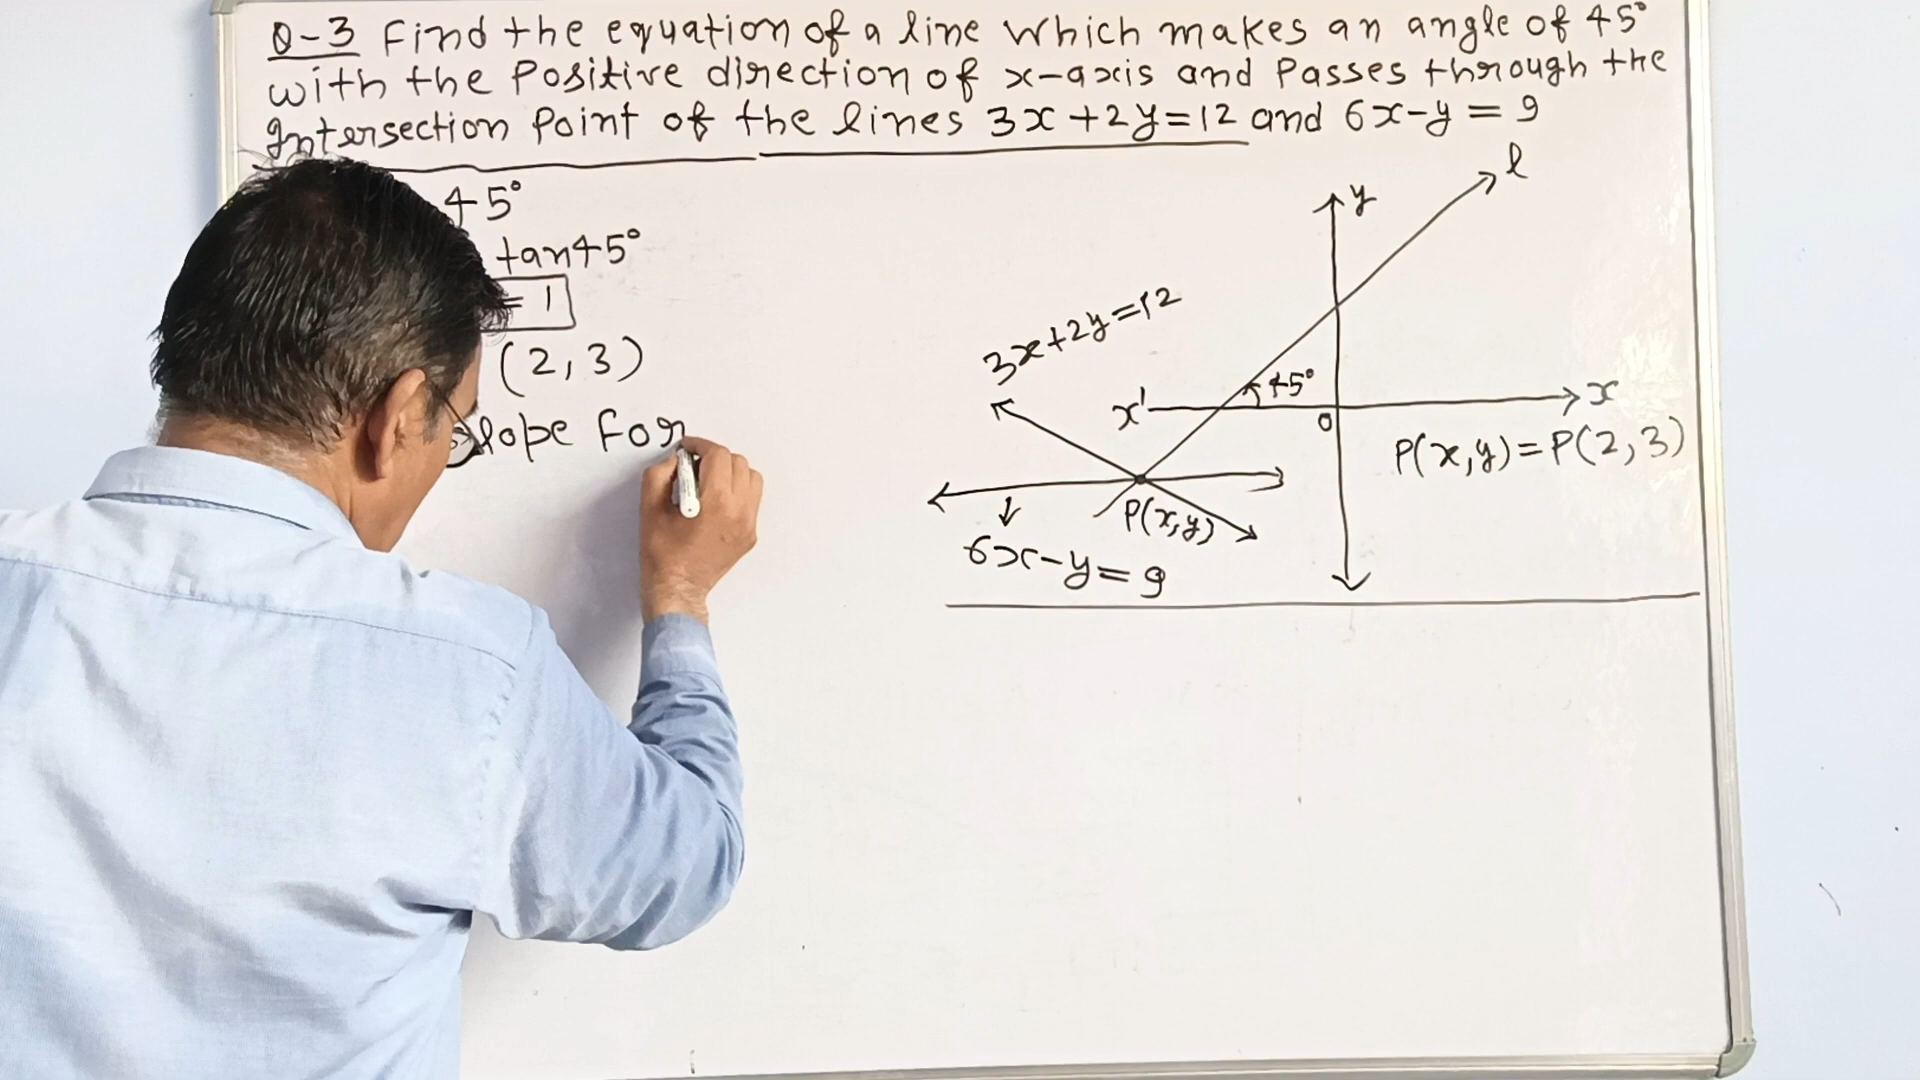 Q-3 Find the equation of a line which makes an angle of 45°
with the Positive direction of x-axis and Passes through the
Intersection Point of the lines 3x+2y=12 and 6x-y=9
45°
tan45°
= 1
(2,3)
slope For
l
y
3x+2y=12
45°
x'
x
0
P(x,y)=P(2,3)
P(x,y)
6x-y=9